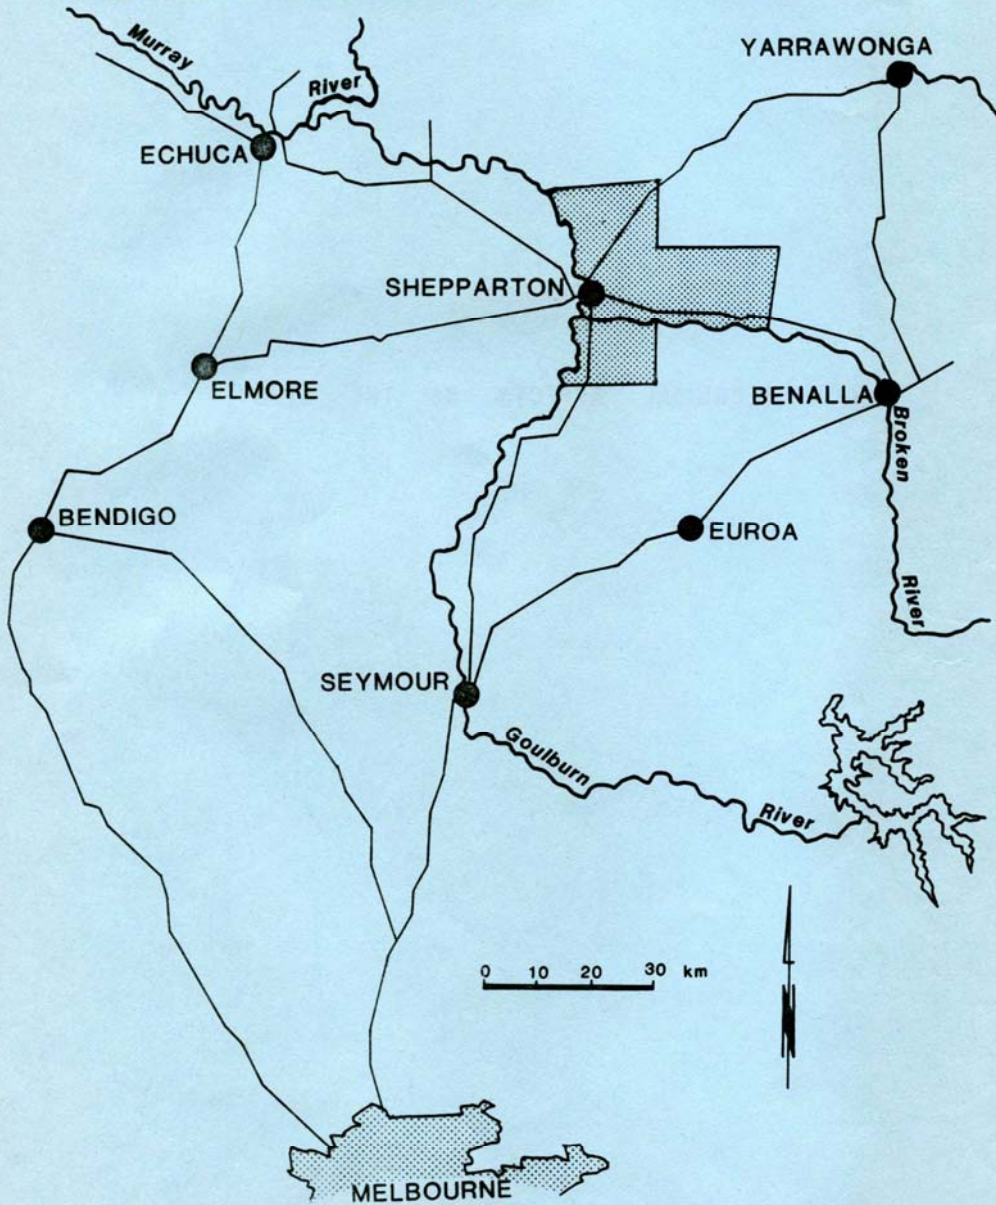 YARRAWONGA
Murray
River
ECHUCA
SHEPPARTON
ELMORE
BENALLA
Broken
River
BENDIGO
EUROA
SEYMOUR
Goulburn
River
0 10 20 30 km
MELBOURNE